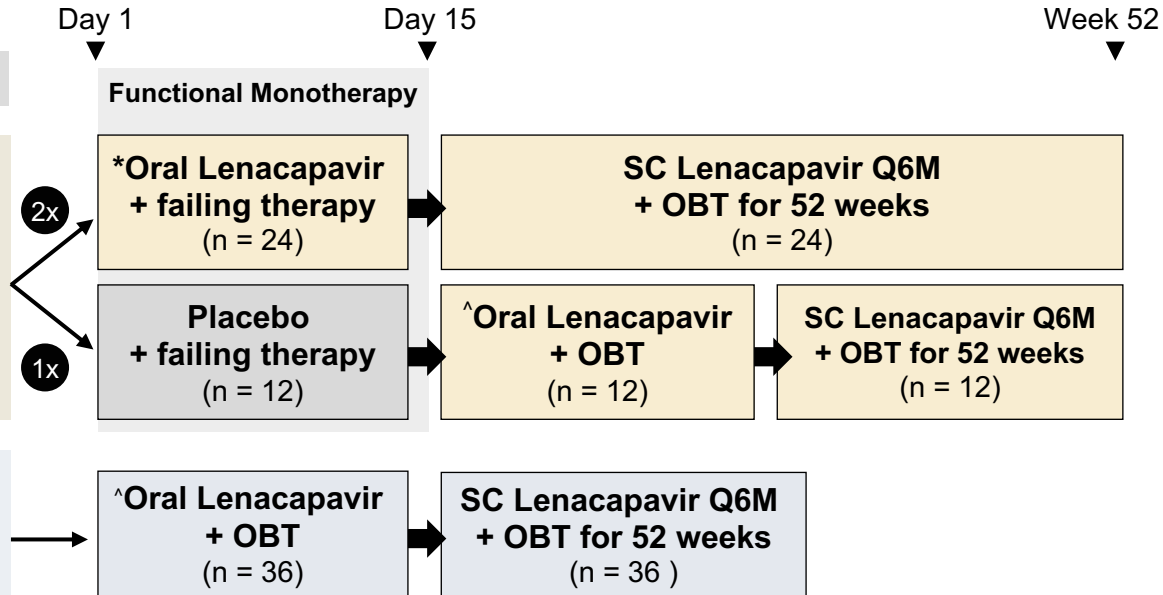 Day 1
Day 15
Week 52
Functional Monotherapy
*Oral Lenacapavir
+ failing therapy
(n = 24)
SC Lenacapavir Q6M
+ OBT for 52 weeks
(n = 24)
2x
1x
Placebo
+ failing therapy
(n = 12)
^Oral Lenacapavir
+ OBT
(n = 12)
SC Lenacapavir Q6M
+ OBT for 52 weeks
(n = 12)
^Oral Lenacapavir
+ OBT
(n = 36)
SC Lenacapavir Q6M
+ OBT for 52 weeks
(n = 36 )